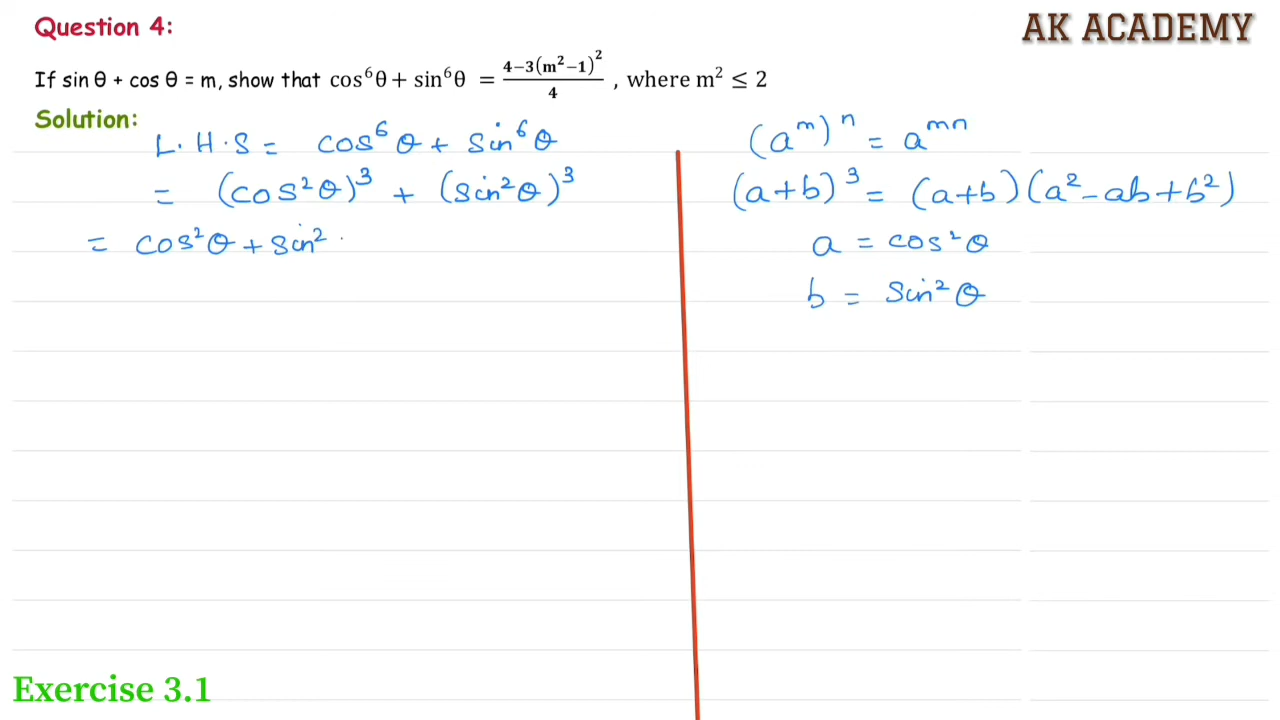 Question 4:
AK ACADEMY
If sin θ + cos θ = m, show that cos⁶θ + sin⁶θ = (4−3(m²−1)²)/4 , where m² ≤ 2
Solution:
L.H.S = cos⁶θ + sin⁶θ
= (cos²θ)³ + (sin²θ)³
= cos²θ + sin²
(aᵐ)ⁿ = aᵐⁿ
(a+b)³ = (a+b)(a²-ab+b²)
a = cos²θ
b = sin²θ
Exercise 3.1